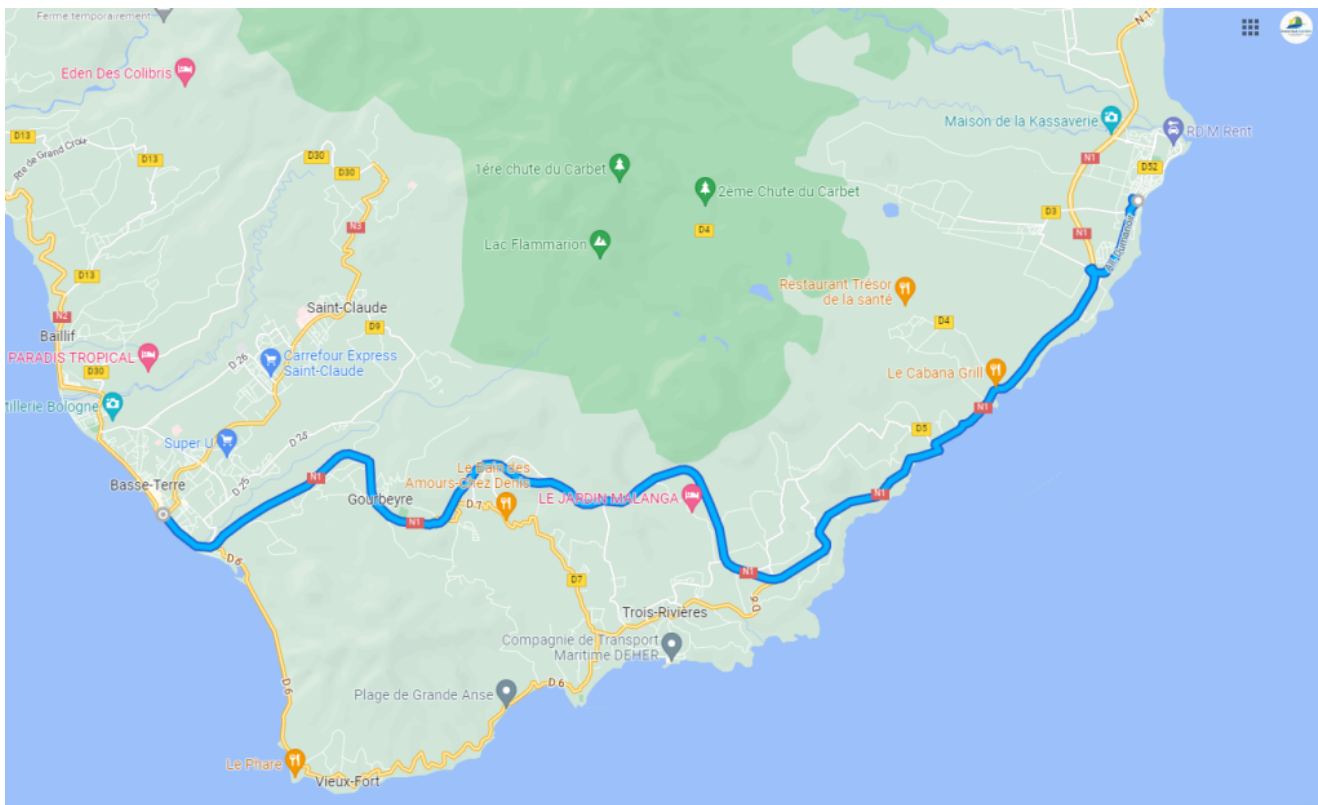 Ferme temporairement
N-1
Eden Des Colibris
Maison de la Kassaverie
RDM Rent
D13
Rte de Grand Croix
D13
D30
D30
N1
D52
1ére chute du Carbet
2ème Chute du Carbet
N3
D3
D4
N1
Lac Flammarion
Bd. Dumanoir
D13
Restaurant Trésor
de la santé
Saint-Claude
N2
D9
D4
Baillif
PARADIS TROPICAL
D 26
Carrefour Express
Saint-Claude
D30
Le Cabana Grill
tillerie Bologne
N1
D5
Super U
D 25
Basse-Terre
D 25
N1
Le Bain des
Amours-Chez Denis
Gourbeyre
LE JARDIN MALANGA
N1
D 7
N1
D 6
D7
N1
D 6
Trois-Rivières
Compagnie de Transport
Maritime DEHER
D 6
D 6
Plage de Grande Anse
Le Phare
Vieux-Fort